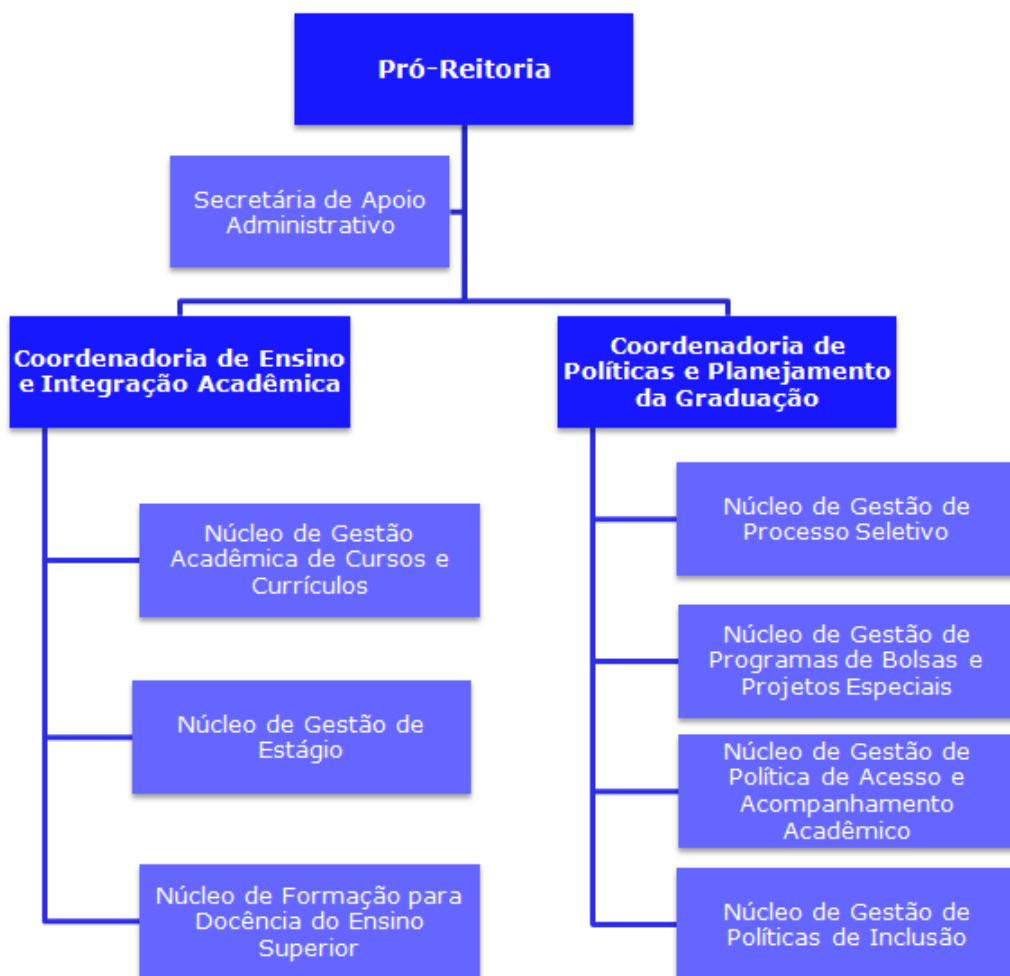 Pró-Reitoria
Secretária de Apoio
Administrativo
Coordenadoria de Ensino
e Integração Acadêmica
Núcleo de Gestão
Acadêmica de Cursos e
Currículos
Núcleo de Gestão de
Estágio
Núcleo de Formação para
Docência do Ensino
Superior
Coordenadoria de
Políticas e Planejamento
da Graduação
Núcleo de Gestão de
Processo Seletivo
Núcleo de Gestão de
Programas de Bolsas e
Projetos Especiais
Núcleo de Gestão de
Política de Acesso e
Acompanhamento
Acadêmico
Núcleo de Gestão de
Políticas de Inclusão